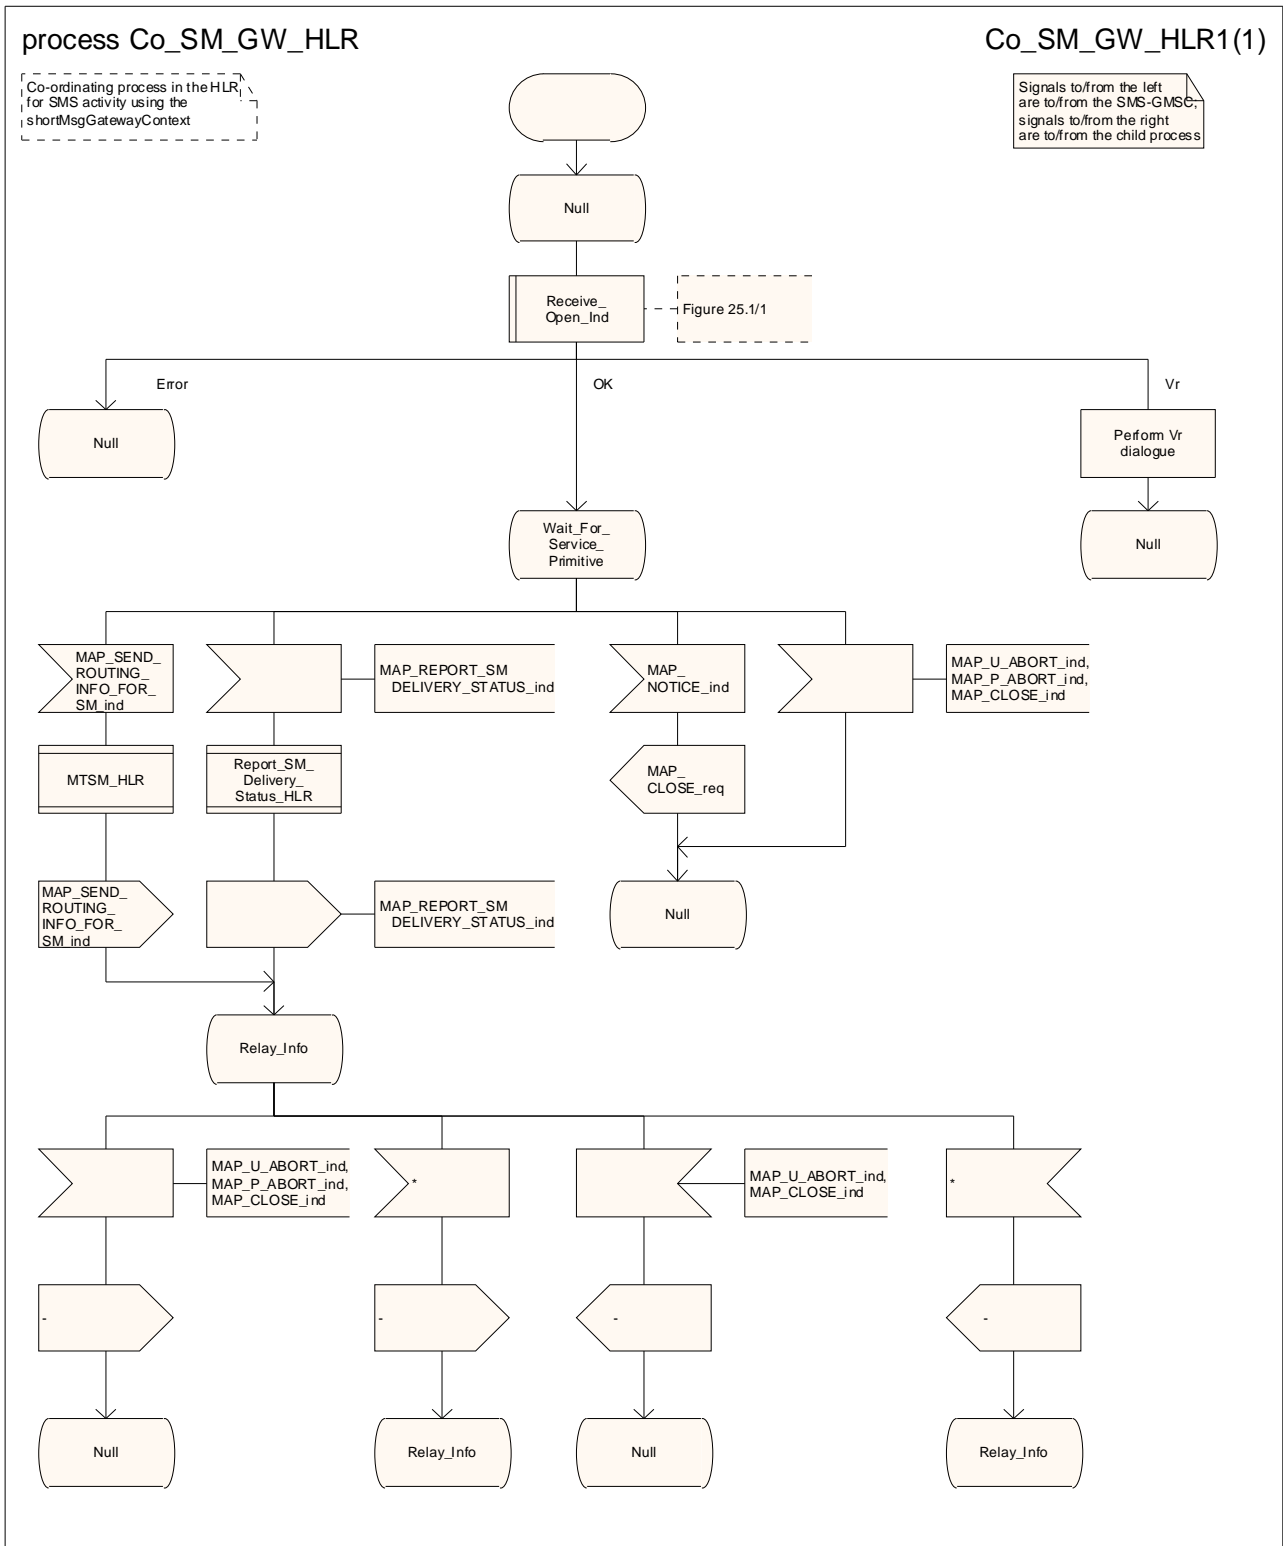 process Co_SM_GW_HLR
Co_SM_GW_HLR1(1)
Co-ordinating process in the HLR
for SMS activity using the
shortMsgGatewayContext
Signals to/from the left
are to/from the SMS-GMSC;
signals to/from the right
are to/from the child process
Null
Receive_
Open_Ind
Figure 25.1/1
Error
OK
Vr
Null
Perform Vr
dialogue
Wait_For_
Service_
Primitive
Null
MAP_SEND_
ROUTING_
INFO_FOR_
SM_ind
MAP_REPORT_SM
DELIVERY_STATUS_ind
MAP_
NOTICE_ind
MAP_U_ABORT_ind,
MAP_P_ABORT_ind,
MAP_CLOSE_ind
MTSM_HLR
Report_SM_
Delivery_
Status_HLR
MAP_
CLOSE_req
MAP_SEND_
ROUTING_
INFO_FOR_
SM_ind
MAP_REPORT_SM
DELIVERY_STATUS_ind
Null
Relay_Info
MAP_U_ABORT_ind,
MAP_P_ABORT_ind,
MAP_CLOSE_ind
*
MAP_U_ABORT_ind,
MAP_CLOSE_ind
*
-
-
-
-
Null
Relay_Info
Null
Relay_Info